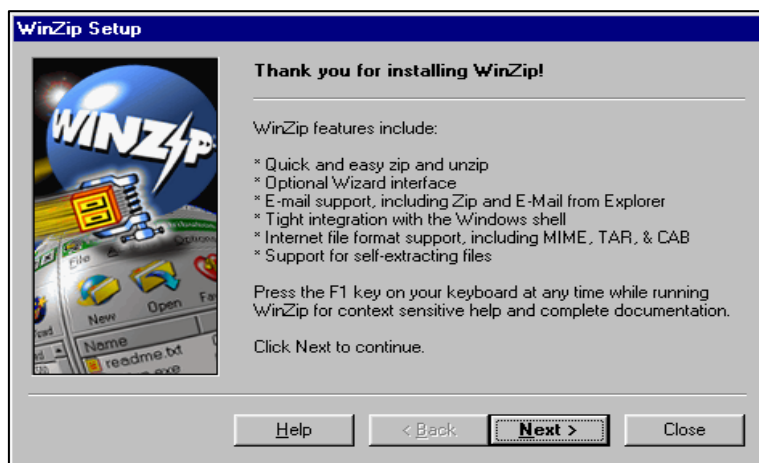 WinZip Setup
WINZIP
File
Options
New
Open
Name
readme.txt
Thank you for installing WinZip!
WinZip features include:
* Quick and easy zip and unzip
* Optional Wizard interface
* E-mail support, including Zip and E-Mail from Explorer
* Tight integration with the Windows shell
* Internet file format support, including MIME, TAR, & CAB
* Support for self-extracting files
Press the F1 key on your keyboard at any time while running
WinZip for context sensitive help and complete documentation.
Click Next to continue.
Help
< Back
Next >
Close